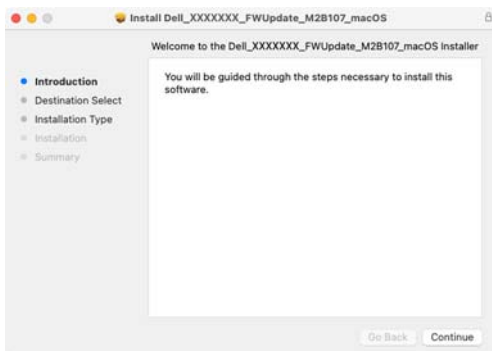 Install Dell_XXXXXXX_FWUpdate_M2B107_macOS
Welcome to the Dell_XXXXXXX_FWUpdate_M2B107_macOS Installer
Introduction
Destination Select
Installation Type
Installation
Summary
You will be guided through the steps necessary to install this
software.
Go Back
Continue